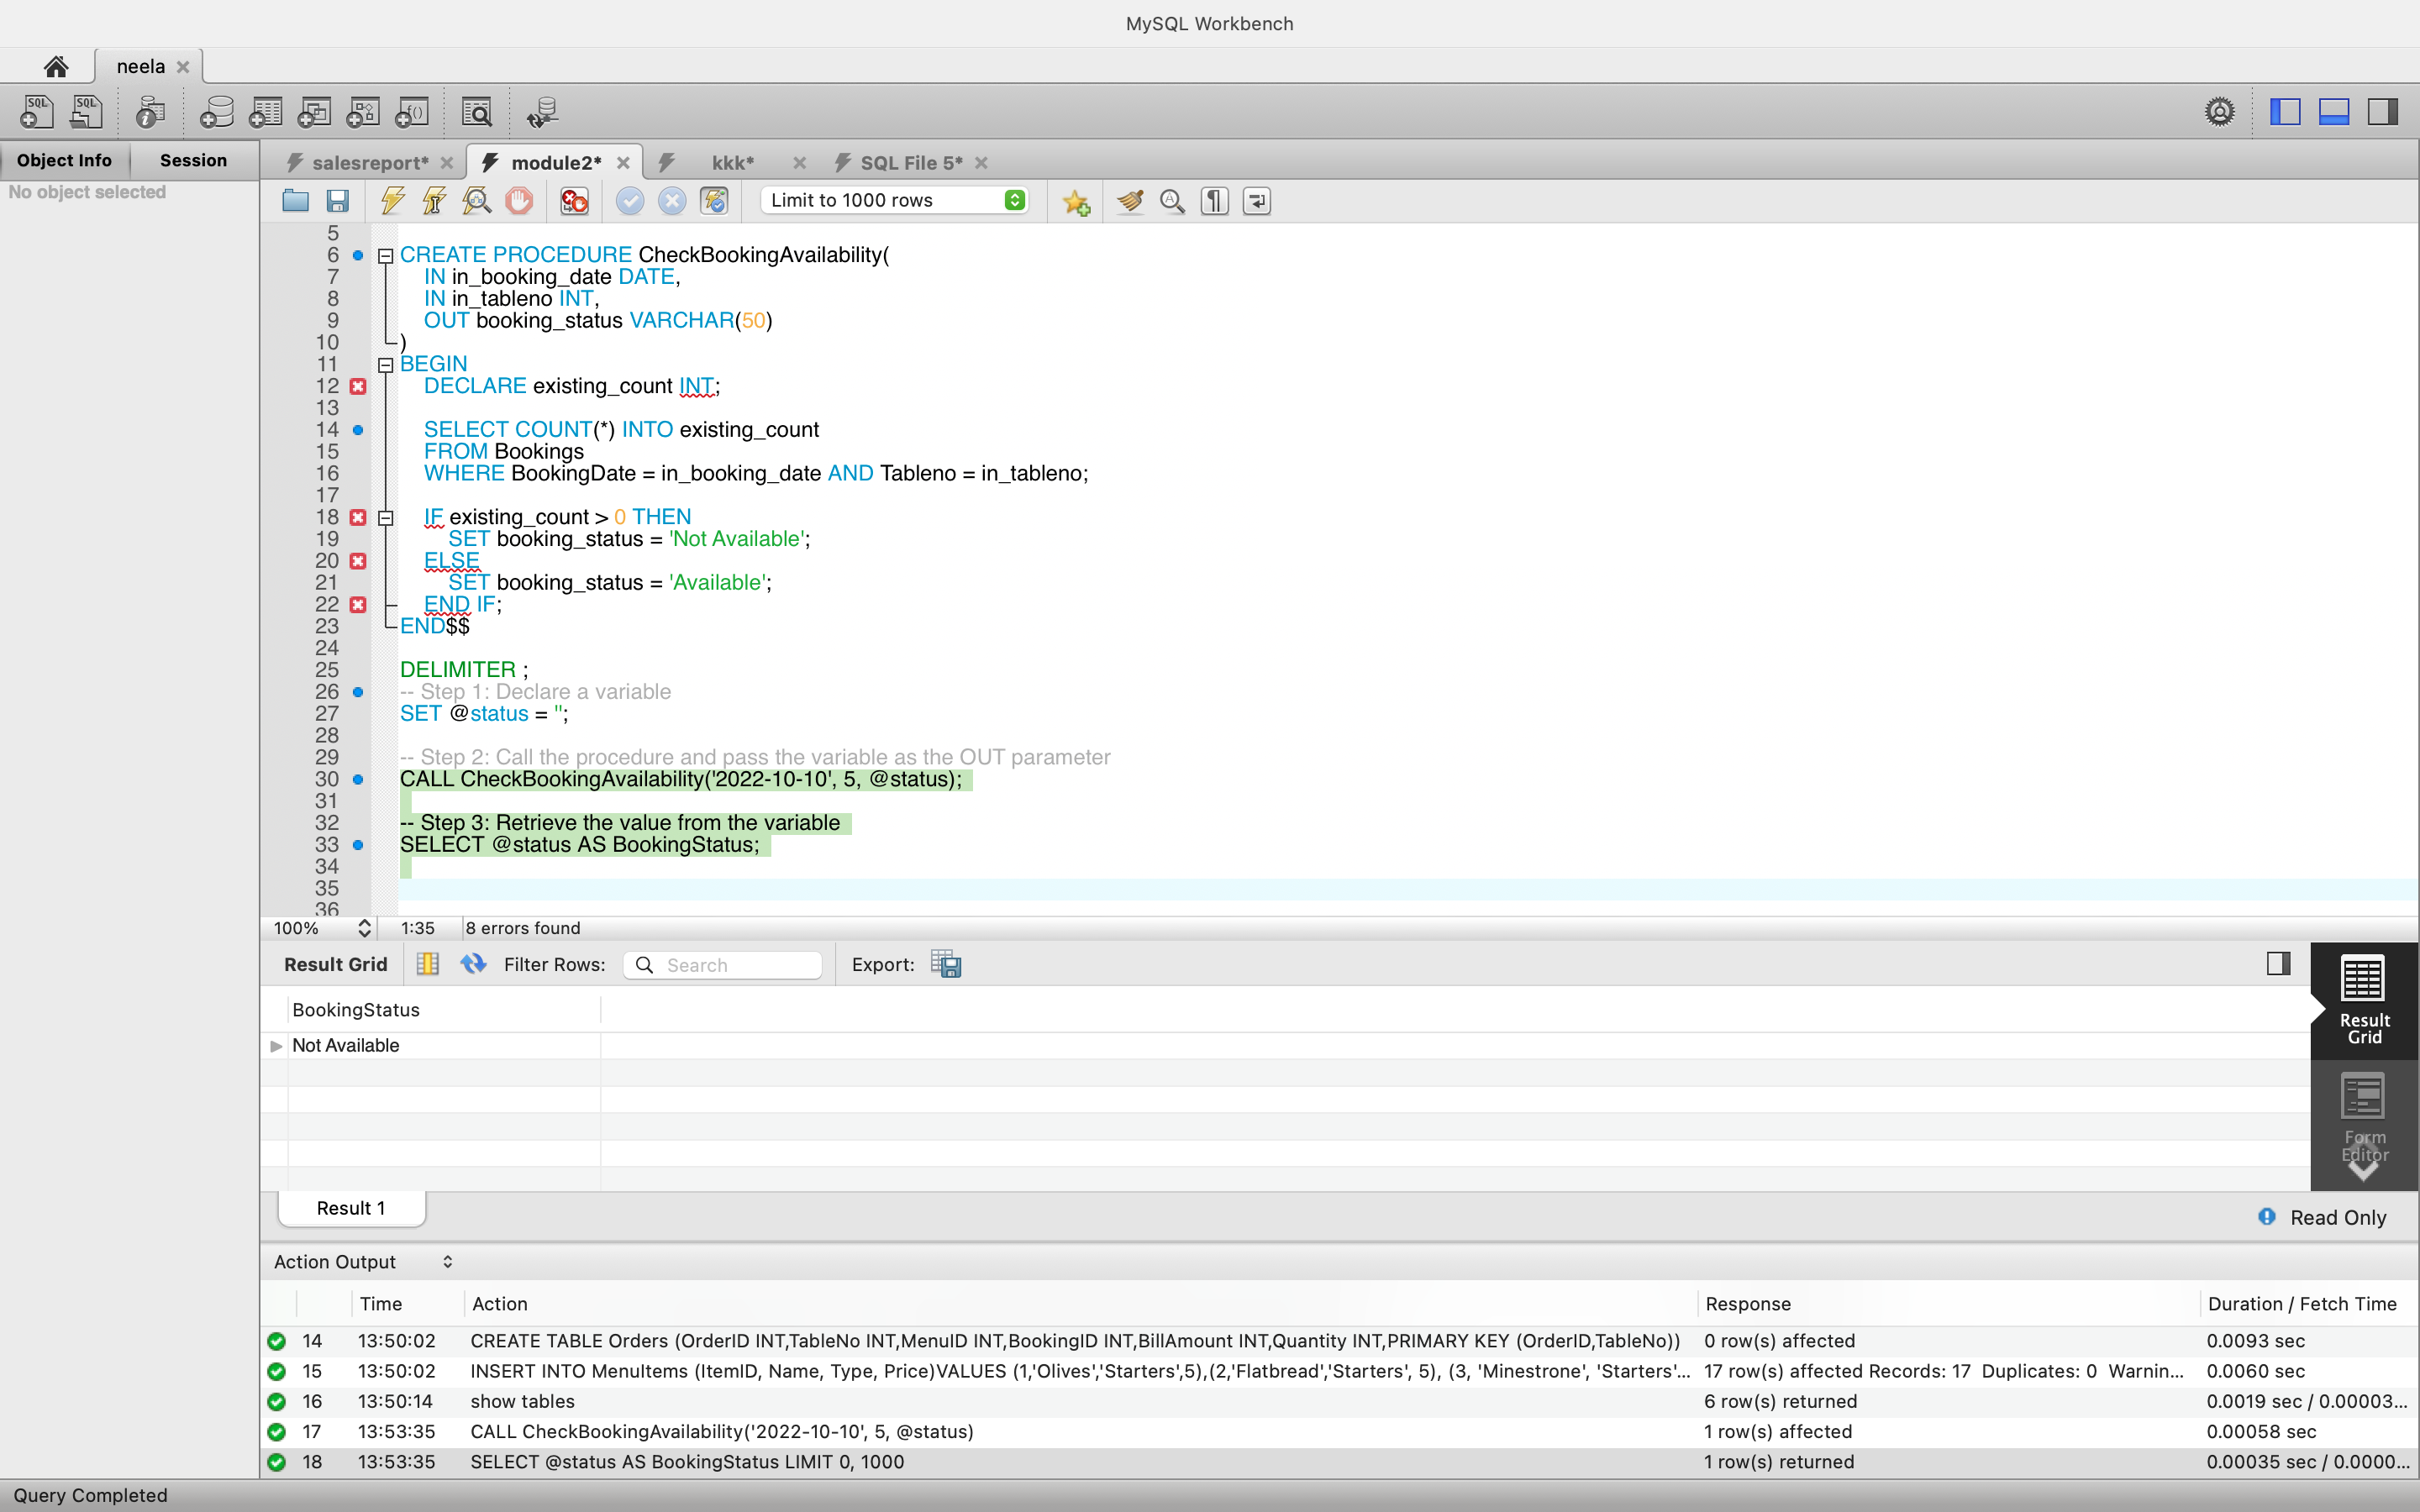 MySQL Workbench
neela
SQL SQL
Object Info Session
No object selected
salesreport* module2* kkk* SQL File 5*
Limit to 1000 rows
5
6 CREATE PROCEDURE CheckBookingAvailability(
7 IN in_booking_date DATE,
8 IN in_tableno INT,
9 OUT booking_status VARCHAR(50)
10 )
11 BEGIN
12 DECLARE existing_count INT;
13
14 SELECT COUNT(*) INTO existing_count
15 FROM Bookings
16 WHERE BookingDate = in_booking_date AND Tableno = in_tableno;
17
18 IF existing_count > 0 THEN
19 SET booking_status = 'Not Available';
20 ELSE
21 SET booking_status = 'Available';
22 END IF;
23 END$$
24
25 DELIMITER ;
26 -- Step 1: Declare a variable
27 SET @status = '';
28
29 -- Step 2: Call the procedure and pass the variable as the OUT parameter
30 CALL CheckBookingAvailability('2022-10-10', 5, @status);
31
32 -- Step 3: Retrieve the value from the variable
33 SELECT @status AS BookingStatus;
34
35
36
100% 1:35 8 errors found
Result Grid Filter Rows: Search Export:
BookingStatus
Not Available
Result
Grid
Form
Editor
Result 1
Read Only
Action Output
Time Action Response Duration / Fetch Time
14 13:50:02 CREATE TABLE Orders (OrderID INT,TableNo INT,MenuID INT,BookingID INT,BillAmount INT,Quantity INT,PRIMARY KEY (OrderID,TableNo)) 0 row(s) affected 0.0093 sec
15 13:50:02 INSERT INTO MenuItems (ItemID, Name, Type, Price)VALUES (1,'Olives','Starters',5),(2,'Flatbread','Starters', 5), (3, 'Minestrone', 'Starters'... 17 row(s) affected Records: 17 Duplicates: 0 Warnin... 0.0060 sec
16 13:50:14 show tables 6 row(s) returned 0.0019 sec / 0.00003...
17 13:53:35 CALL CheckBookingAvailability('2022-10-10', 5, @status) 1 row(s) affected 0.00058 sec
18 13:53:35 SELECT @status AS BookingStatus LIMIT 0, 1000 1 row(s) returned 0.00035 sec / 0.0000...
Query Completed